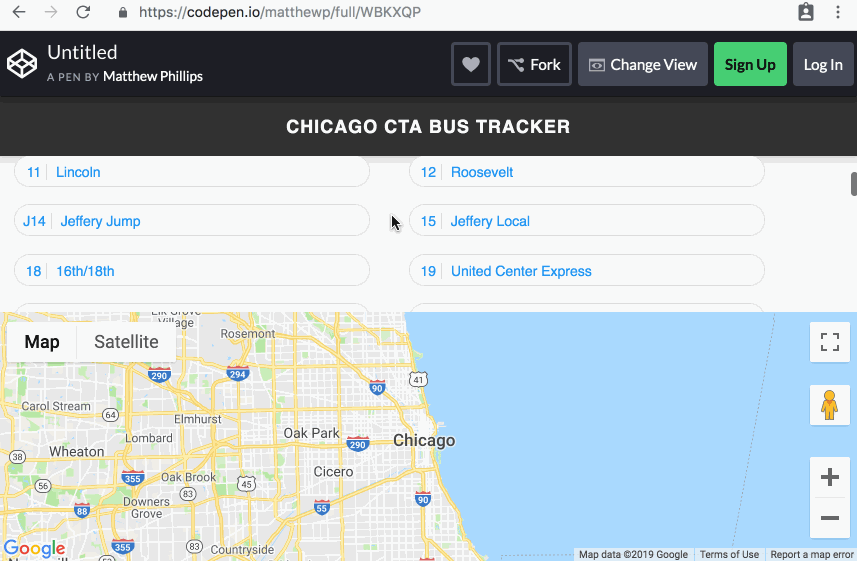 https://codepen.io/matthewp/full/WBKXQP
Untitled
A PEN BY Matthew Phillips
Fork
Change View
Sign Up
Log In
CHICAGO CTA BUS TRACKER
11 Lincoln
12 Roosevelt
J14 Jeffery Jump
15 Jeffery Local
18 16th/18th
19 United Center Express
Elk Grove
Village
Rosemont
Map
Satellite
290
294
90
41
Carol Stream
64
Elmhurst
Oak Park
290
Chicago
Lombard
Wheaton
38
Cicero
355
Oak Brook
45
56
83
Downers
Grove
88
55
90
Google
355
83
Countryside
Map data ©2019 Google
Terms of Use
Report a map error